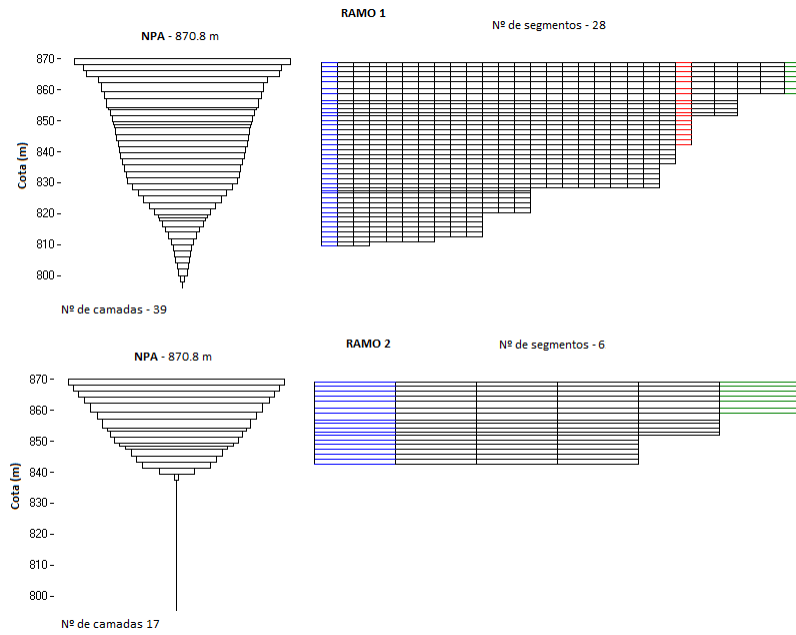 RAMO 1
Nº de segmentos - 28
NPA - 870.8 m
870
860
850
840
830
820
810
800
Cota (m)
Nº de camadas - 39
RAMO 2
Nº de segmentos - 6
NPA - 870.8 m
870
860
850
840
830
820
810
800
Cota (m)
Nº de camadas 17